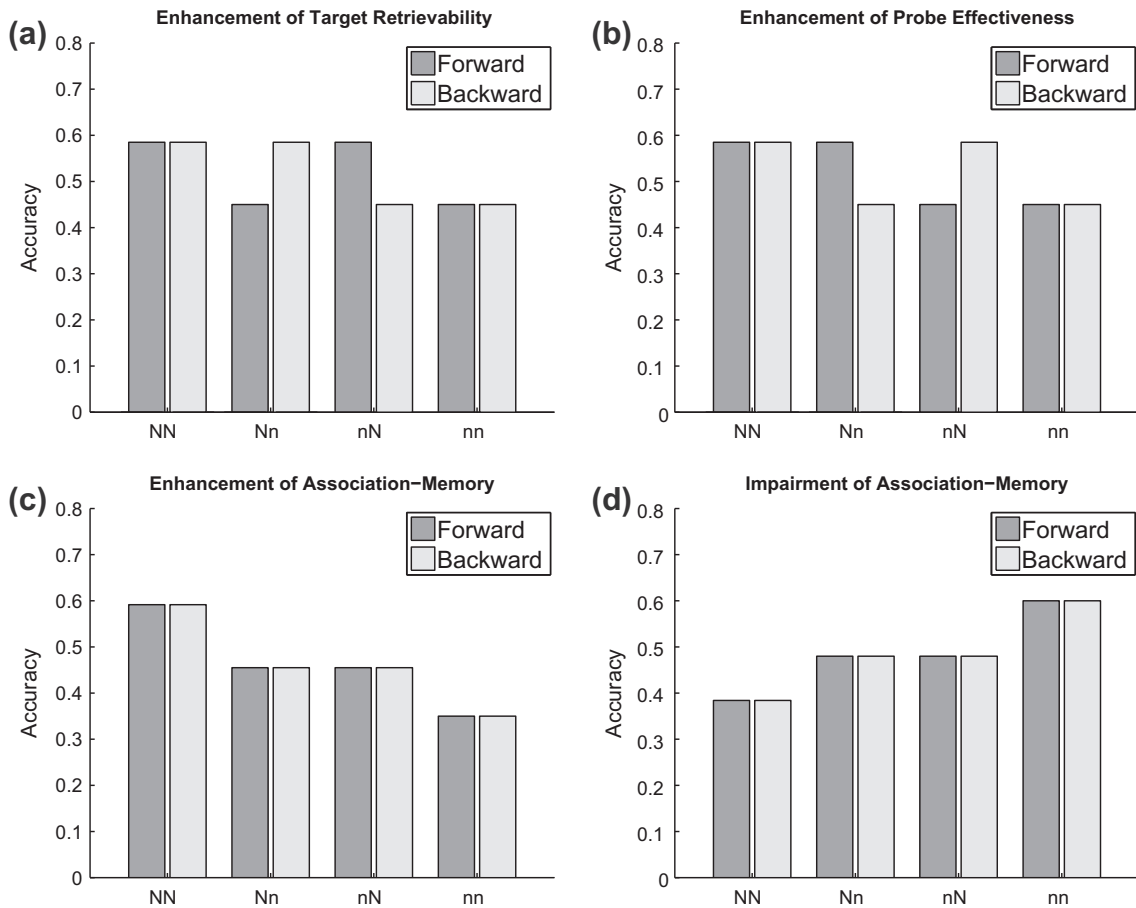 (a)
Enhancement of Target Retrievability
Forward
Backward
Accuracy
0.8
0.7
0.6
0.5
0.4
0.3
0.2
0.1
0
NN Nn nN nn
(b)
Enhancement of Probe Effectiveness
Forward
Backward
Accuracy
0.8
0.7
0.6
0.5
0.4
0.3
0.2
0.1
0
NN Nn nN nn
(c)
Enhancement of Association−Memory
Forward
Backward
Accuracy
0.8
0.7
0.6
0.5
0.4
0.3
0.2
0.1
0
NN Nn nN nn
(d)
Impairment of Association−Memory
Forward
Backward
Accuracy
0.8
0.7
0.6
0.5
0.4
0.3
0.2
0.1
0
NN Nn nN nn